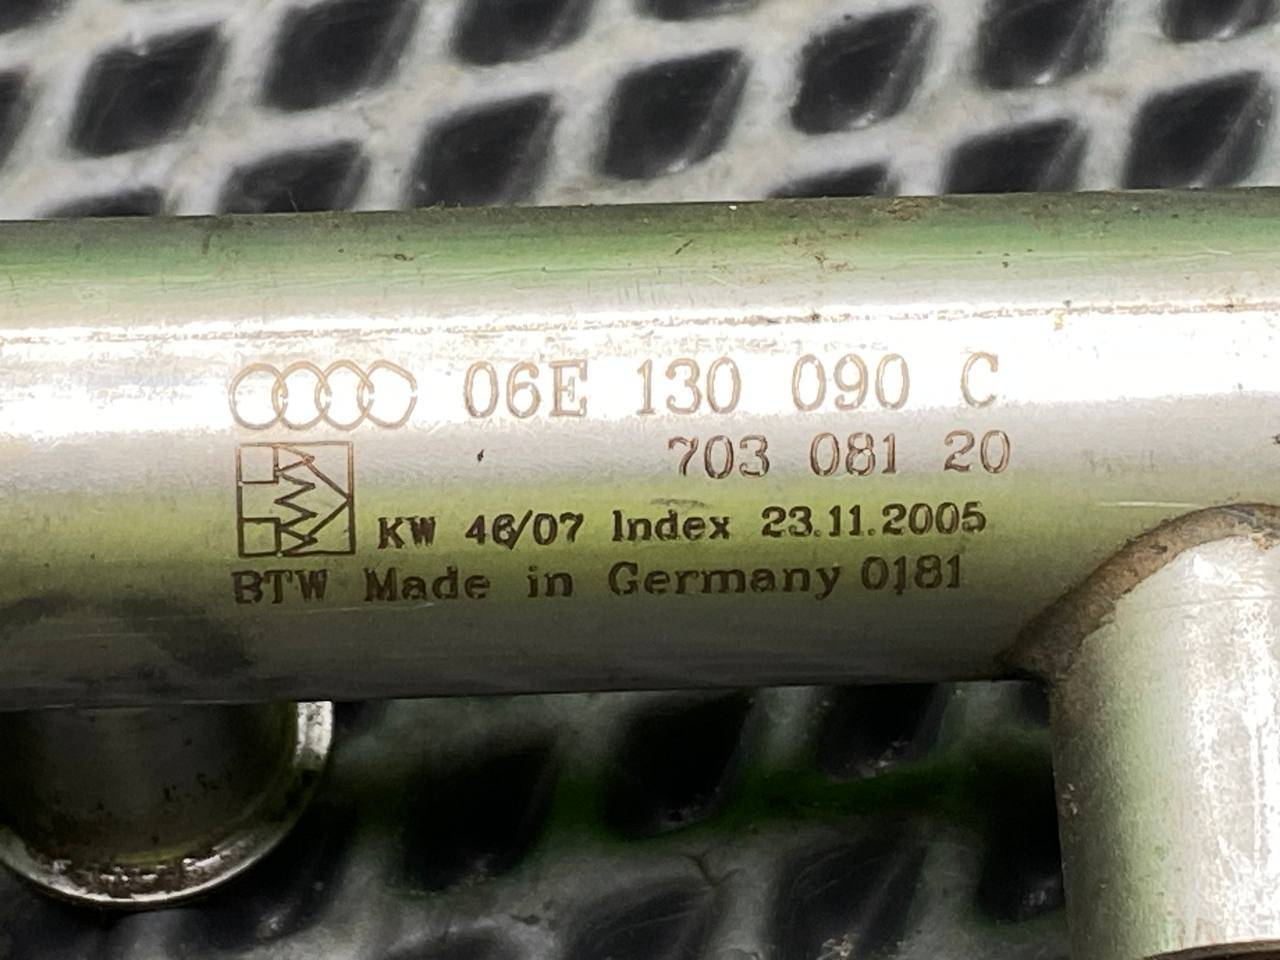 06E 130 090 C
703 081 20
KW 46/07 Index 23.11.2005
BTW Made in Germany 0181